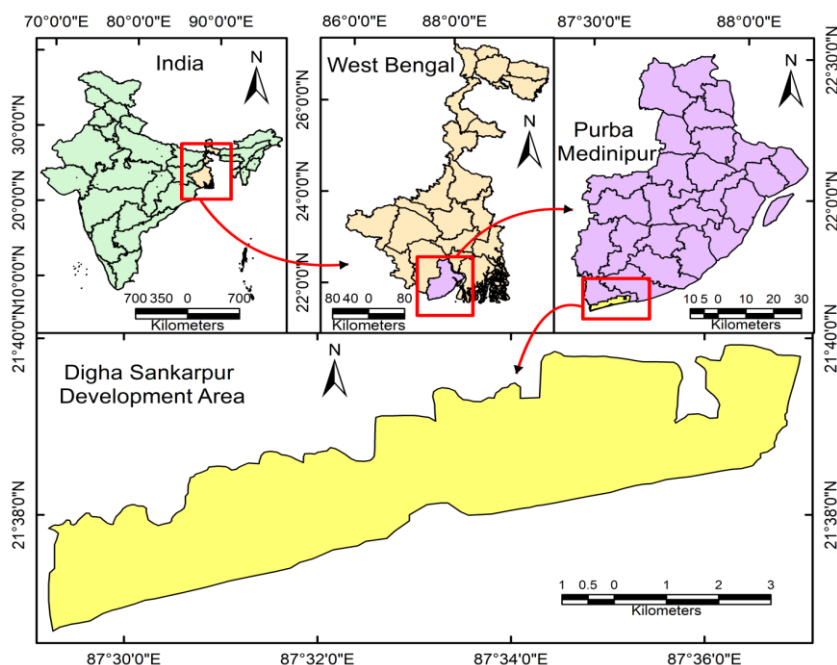 70°0'0"E 80°0'0"E 90°0'0"E
86°0'0"E 88°0'0"E
87°30'0"E 88°0'0"E
India
N
30°0'0"N
20°0'0"N
10°0'0"N
700 350 0 700
Kilometers
West Bengal
N
26°0'0"N
24°0'0"N
22°0'0"N
80 40 0 80
Kilometers
N
Purba
Medinipur
22°30'0"N
22°0'0"N
10 5 0 10 20 30
Kilometers
21°40'0"N
21°40'0"N
Digha Sankarpur
Development Area
N
21°38'0"N
21°38'0"N
1 0.5 0 1 2 3
Kilometers
87°30'0"E 87°32'0"E 87°34'0"E 87°36'0"E